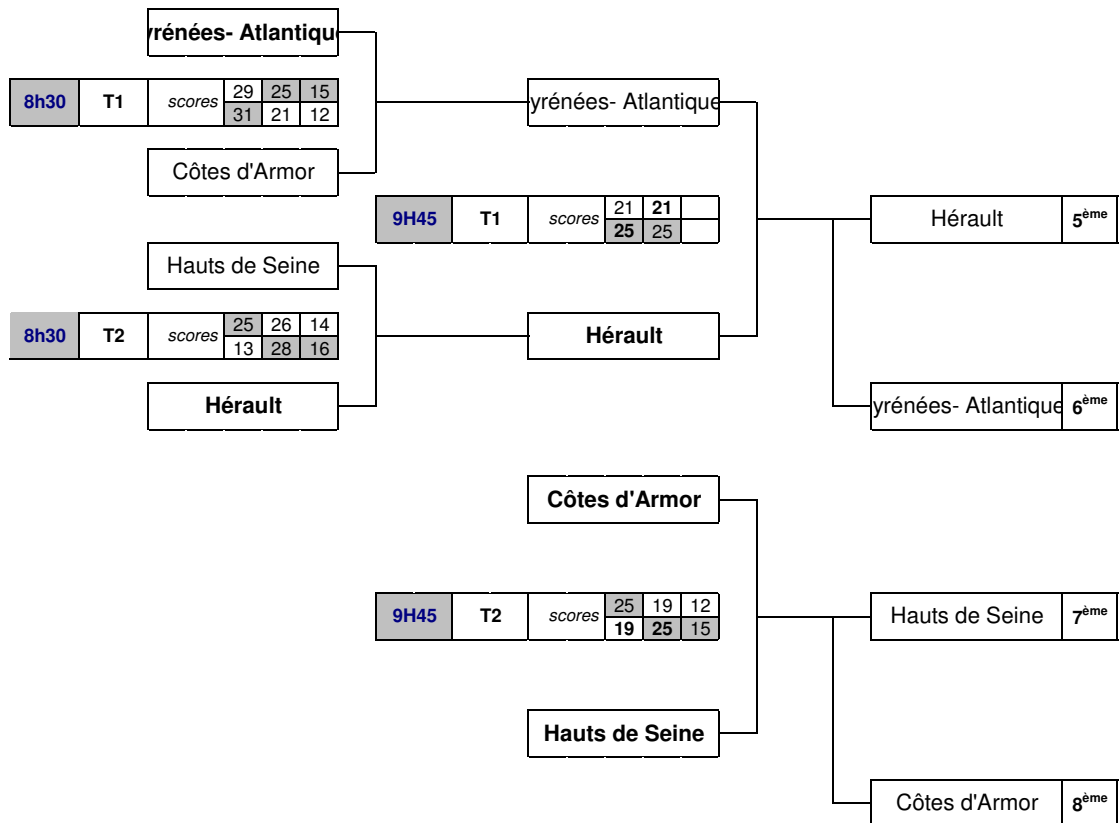 yrénées- Atlantiqu
8h30 T1 scores 29 25 15
31 21 12
Côtes d'Armor
yrénées- Atlantique
9H45 T1 scores 21 21
25 25
Hérault 5ème
Hauts de Seine
8h30 T2 scores 25 26 14
13 28 16
Hérault
Hérault
yrénées- Atlantique 6ème
Côtes d'Armor
9H45 T2 scores 25 19 12
19 25 15
Hauts de Seine 7ème
Hauts de Seine
Côtes d'Armor 8ème